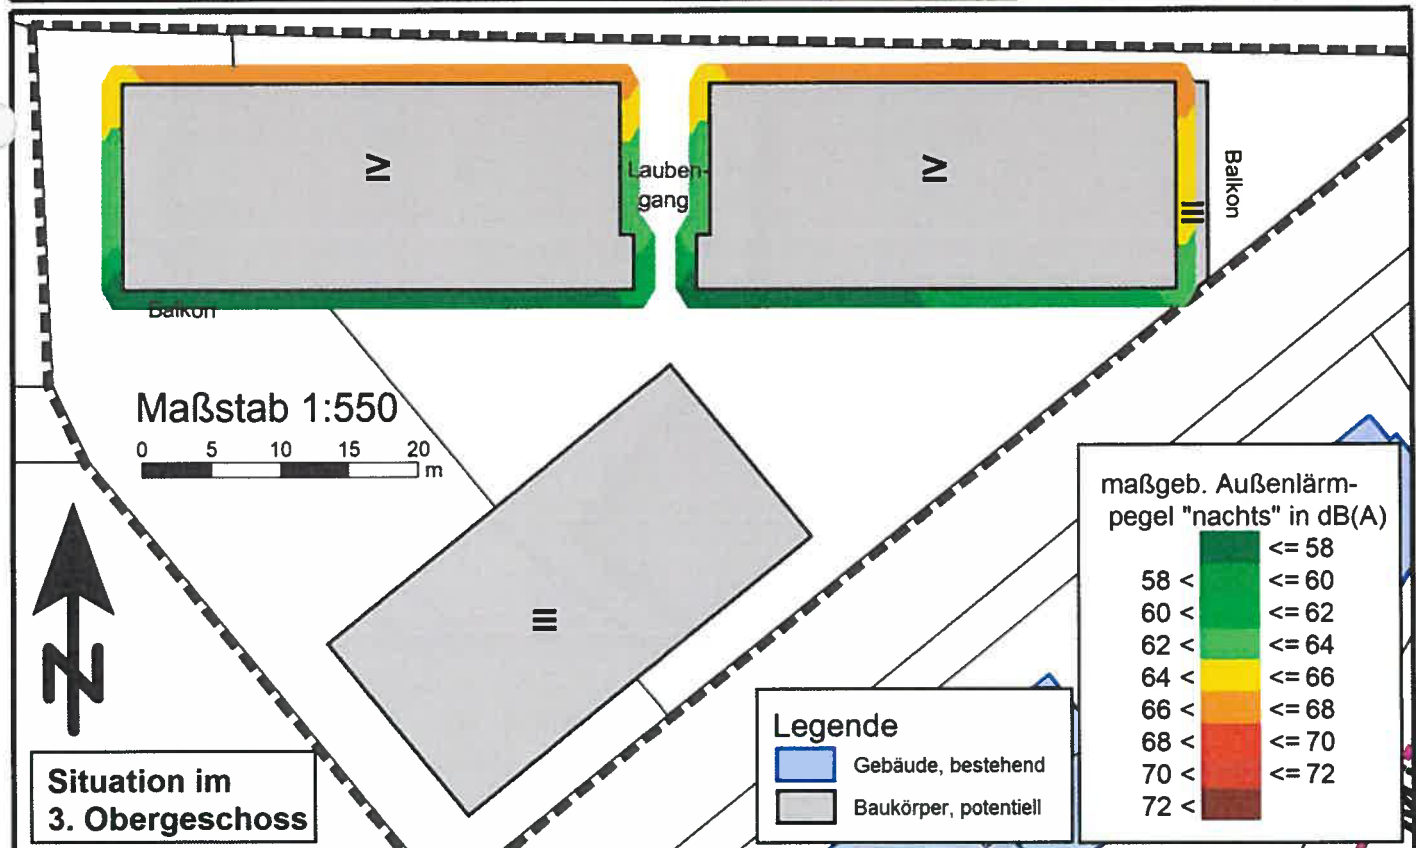 IV
IV
Lauben-
gang
III
Balkon
Balkon
Maßstab 1:550
0 5 10 15 20
m
III
N
maßgeb. Außenlärm-
pegel "nachts" in dB(A)
<= 58
58 < <= 60
60 < <= 62
62 < <= 64
64 < <= 66
66 < <= 68
68 < <= 70
70 < <= 72
72 <
Legende
Gebäude, bestehend
Baukörper, potentiell
Situation im
3. Obergeschoss